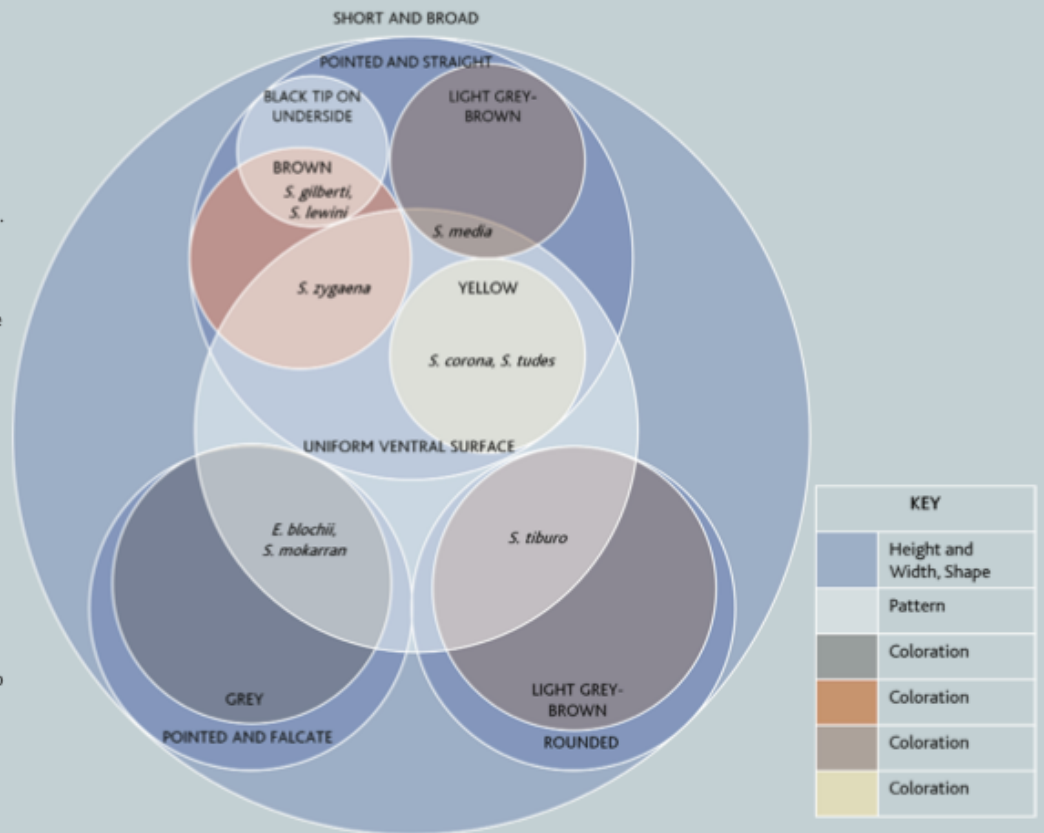 SHORT AND BROAD
POINTED AND STRAIGHT
BLACK TIP ON
UNDERSIDE
LIGHT GREY-
BROWN
BROWN
S. gilberti,
S. lewini
S. media
S. zygaena
YELLOW
S. corona, S. tudes
UNIFORM VENTRAL SURFACE
E. blochii,
S. mokarran
S. tiburo
GREY
LIGHT GREY-
BROWN
POINTED AND FALCATE
ROUNDED
KEY
Height and
Width, Shape
Pattern
Coloration
Coloration
Coloration
Coloration